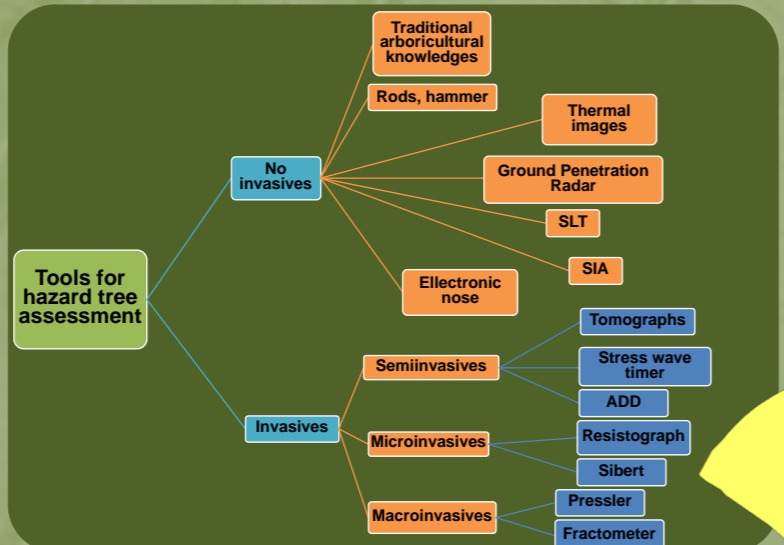 Traditional
arboricultural
knowledges
Rods, hammer
Thermal
images
No
invasives
Ground Penetration
Radar
SLT
SIA
Ellectronic
nose
Tools for
hazard tree
assessment
Tomographs
Semiinvasives
Stress wave
timer
ADD
Invasives
Microinvasives
Resistograph
Sibert
Macroinvasives
Pressler
Fractometer